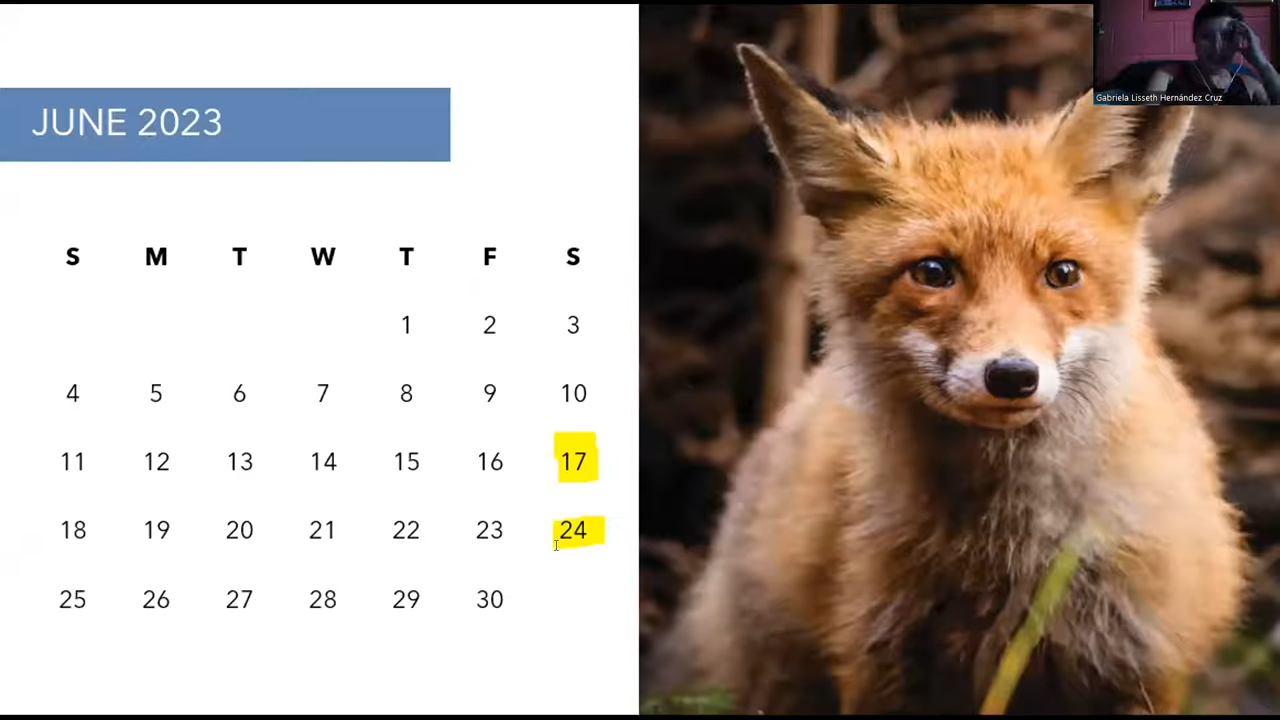 JUNE 2023
S M T W T F S
1 2 3
4 5 6 7 8 9 10
11 12 13 14 15 16 17
18 19 20 21 22 23 24
25 26 27 28 29 30
Gabriela Lisseth Hernández Cruz